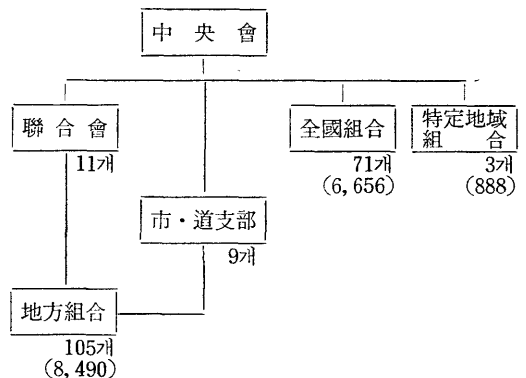 中央會
聯合會
11개
全國組合
71개
(6,656)
特定地域
組合
3개
(888)
市·道支部
9개
地方組合
105개
(8,490)